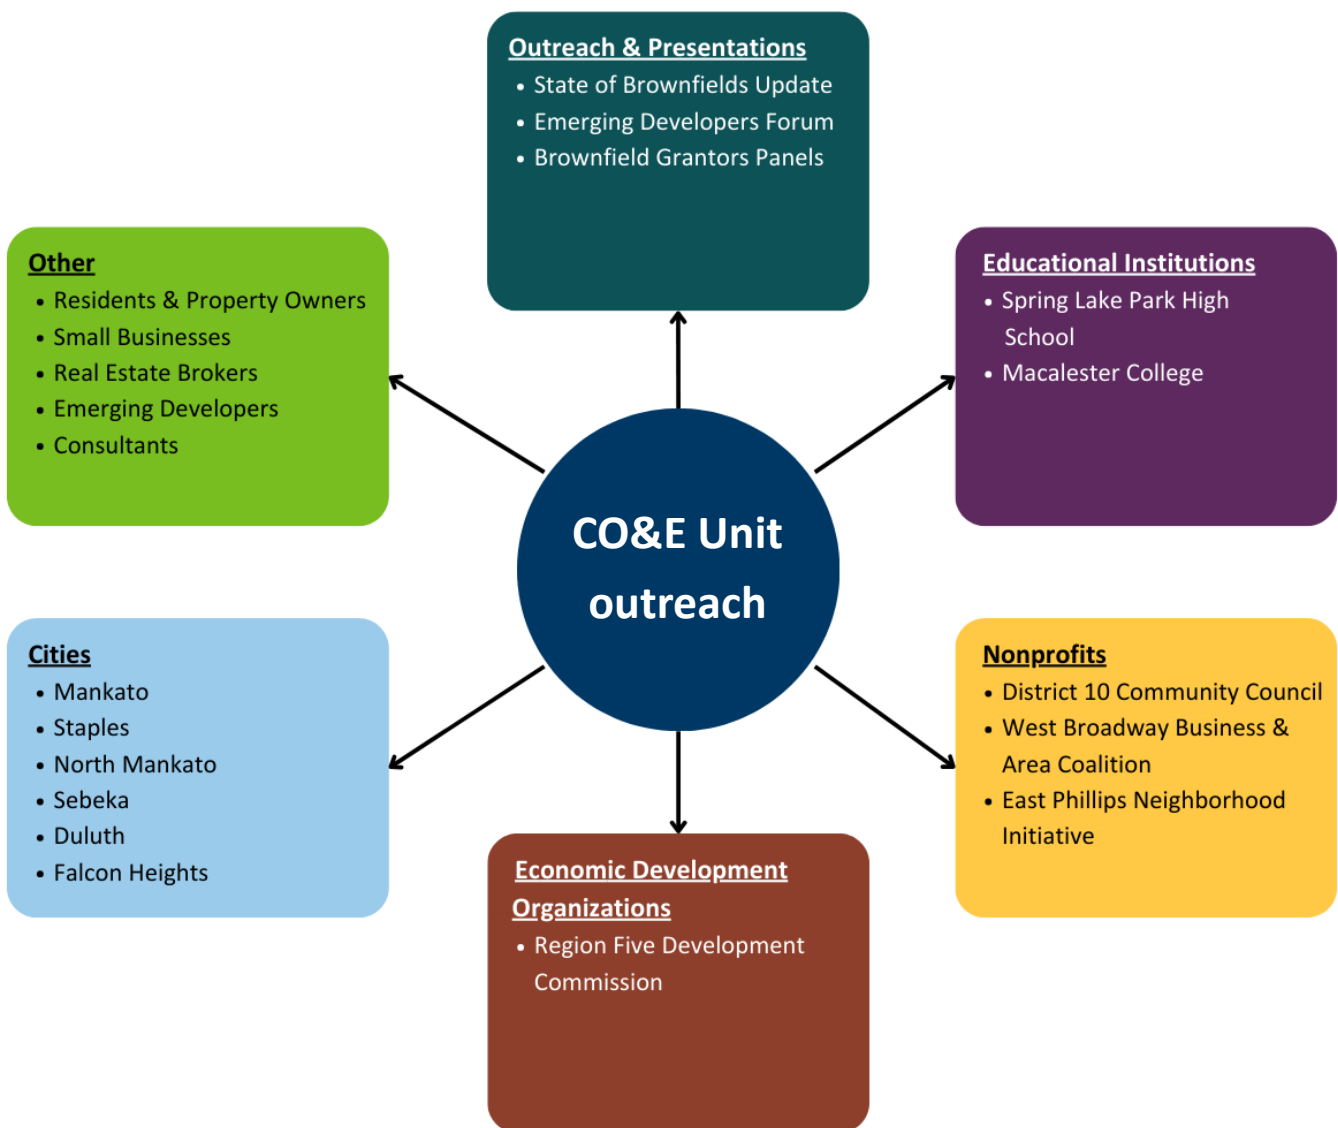 Outreach & Presentations
• State of Brownfields Update
• Emerging Developers Forum
• Brownfield Grantors Panels
Other
• Residents & Property Owners
• Small Businesses
• Real Estate Brokers
• Emerging Developers
• Consultants
Educational Institutions
• Spring Lake Park High
School
• Macalester College
CO&E Unit
outreach
Cities
• Mankato
• Staples
• North Mankato
• Sebeka
• Duluth
• Falcon Heights
Nonprofits
• District 10 Community Council
• West Broadway Business &
Area Coalition
• East Phillips Neighborhood
Initiative
Economic Development
Organizations
• Region Five Development
Commission